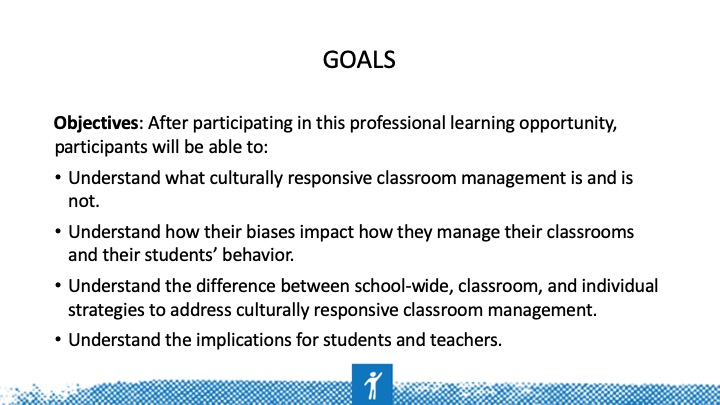 GOALS
Objectives: After participating in this professional learning opportunity,
participants will be able to:
• Understand what culturally responsive classroom management is and is
not.
• Understand how their biases impact how they manage their classrooms
and their students’ behavior.
• Understand the difference between school-wide, classroom, and individual
strategies to address culturally responsive classroom management.
• Understand the implications for students and teachers.